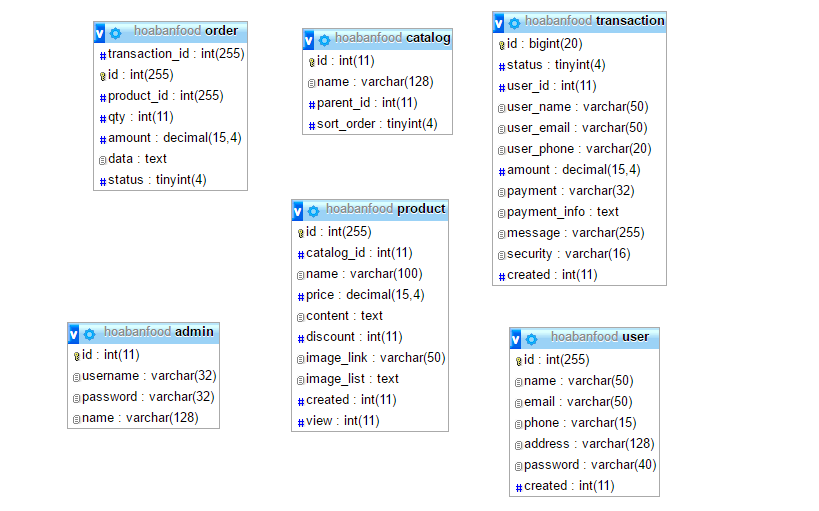 v hoabanfood order
transaction_id : int(255)
id : int(255)
product_id : int(255)
qty : int(11)
amount : decimal(15,4)
data : text
status : tinyint(4)
v hoabanfood catalog
id : int(11)
name : varchar(128)
parent_id : int(11)
sort_order : tinyint(4)
v hoabanfood transaction
id : bigint(20)
status : tinyint(4)
user_id : int(11)
user_name : varchar(50)
user_email : varchar(50)
user_phone : varchar(20)
amount : decimal(15,4)
payment : varchar(32)
payment_info : text
message : varchar(255)
security : varchar(16)
created : int(11)
v hoabanfood product
id : int(255)
catalog_id : int(11)
name : varchar(100)
price : decimal(15,4)
content : text
discount : int(11)
image_link : varchar(50)
image_list : text
created : int(11)
view : int(11)
v hoabanfood admin
id : int(11)
username : varchar(32)
password : varchar(32)
name : varchar(128)
v hoabanfood user
id : int(255)
name : varchar(50)
email : varchar(50)
phone : varchar(15)
address : varchar(128)
password : varchar(40)
created : int(11)